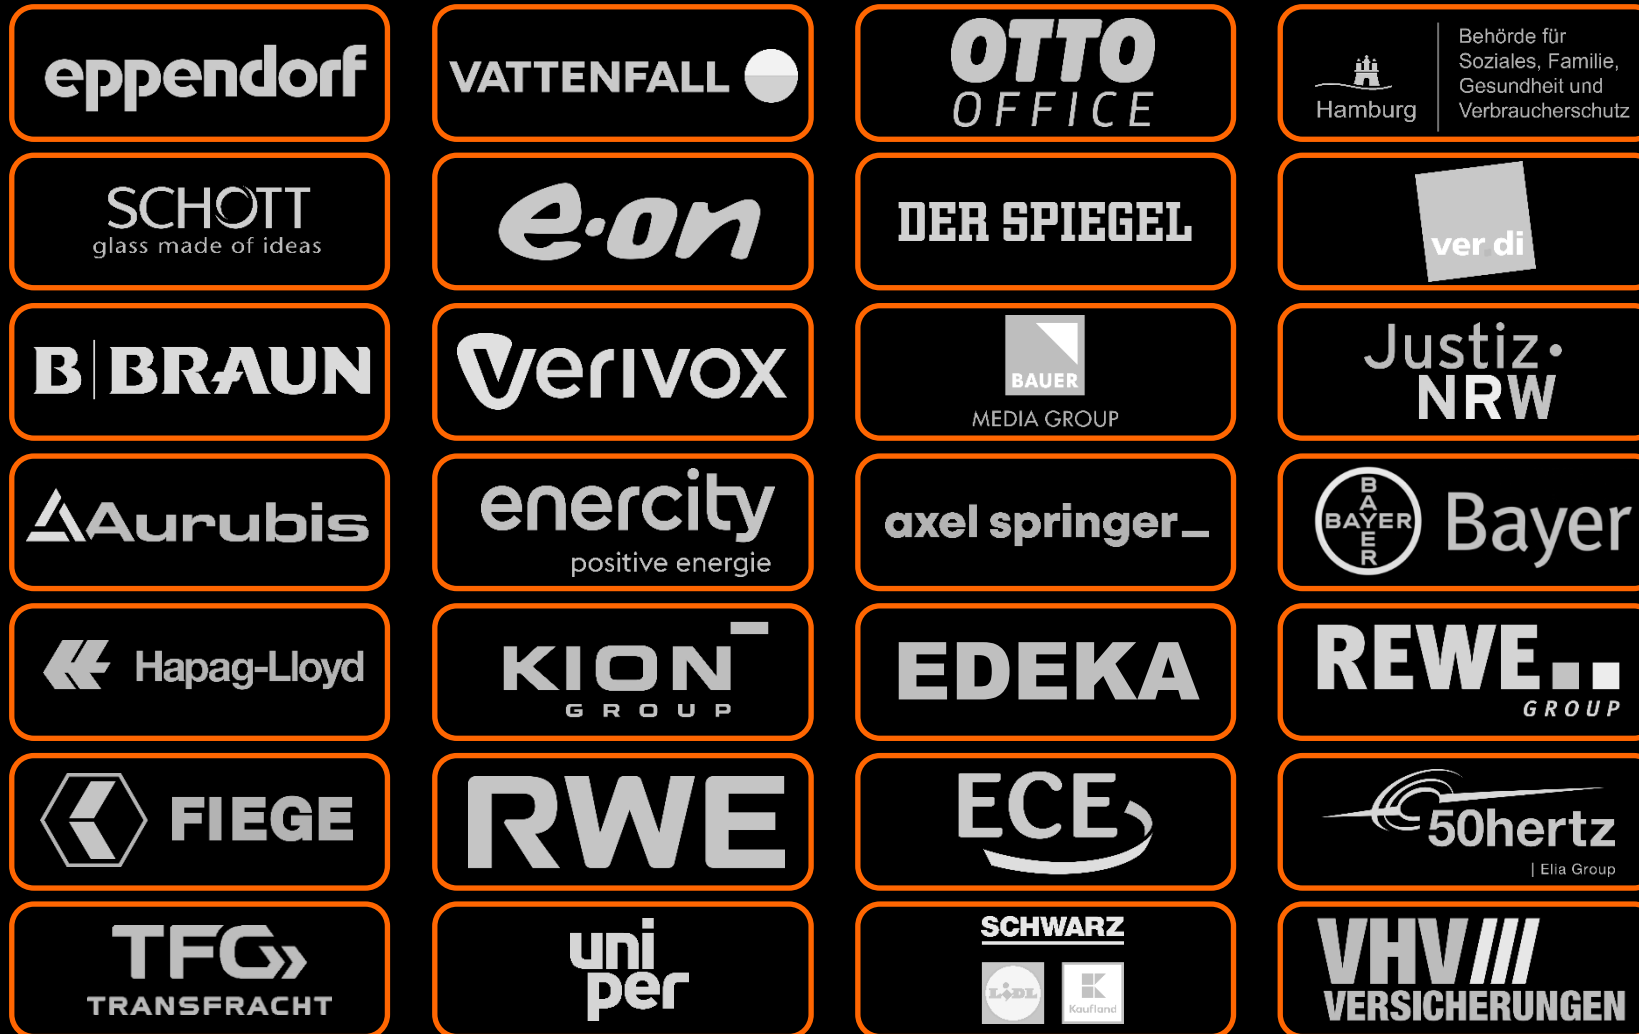 eppendorf
VATTENFALL
OTTO
OFFICE
Hamburg
Behörde für
Soziales, Familie,
Gesundheit und
Verbraucherschutz
SCHOTT
glass made of ideas
e·on
DER SPIEGEL
ver.di
B|BRAUN
Verivox
BAUER
MEDIA GROUP
Justiz·
NRW
Aurubis
enercity
positive energie
axel springer_
BAYER
BAYER
Bayer
Hapag-Lloyd
KION
GROUP
EDEKA
REWE
GROUP
FIEGE
RWE
ECE
50hertz
| Elia Group
TFG
TRANSFRACHT
uni
per
SCHWARZ
LIDL
K
Kaufland
VHV
VERSICHERUNGEN